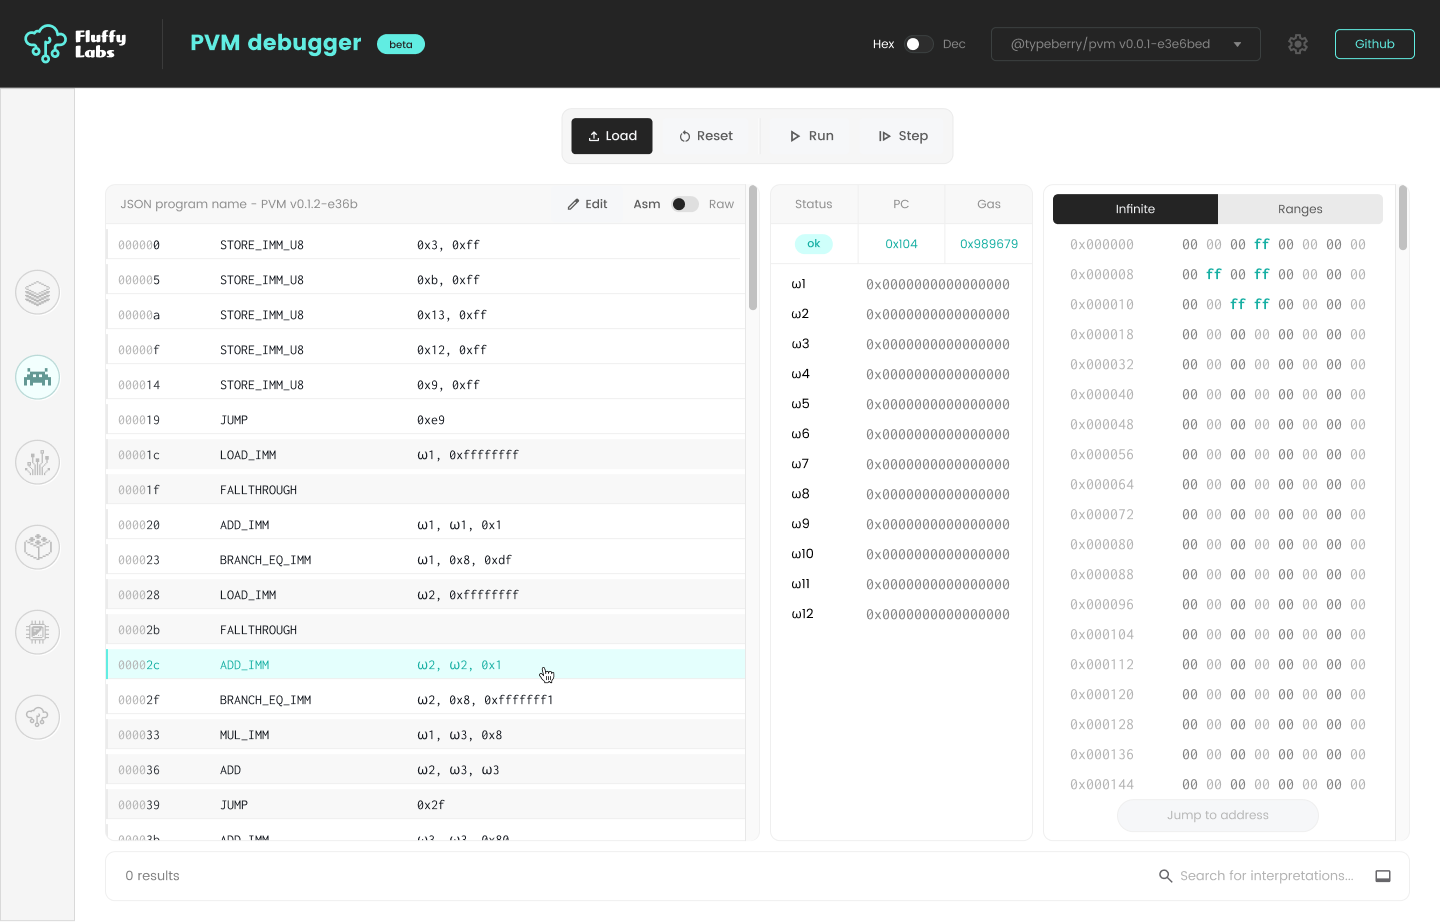 Fluffy Labs
PVM debugger beta
Hex Dec
@typeberry/pvm v0.0.1-e3e6bed
Github
Load Reset Run Step
JSON program name - PVM v0.1.2-e36b
Edit Asm Raw
000000 STORE_IMM_U8 0x3, 0xff
000005 STORE_IMM_U8 0xb, 0xff
00000a STORE_IMM_U8 0x13, 0xff
00000f STORE_IMM_U8 0x12, 0xff
000014 STORE_IMM_U8 0x9, 0xff
000019 JUMP 0xe9
00001c LOAD_IMM ω1, 0xffffffff
00001f FALLTHROUGH
000020 ADD_IMM ω1, ω1, 0x1
000023 BRANCH_EQ_IMM ω1, 0x8, 0xdf
000028 LOAD_IMM ω2, 0xffffffff
00002b FALLTHROUGH
00002c ADD_IMM ω2, ω2, 0x1
00002f BRANCH_EQ_IMM ω2, 0x8, 0xfffffff1
000033 MUL_IMM ω1, ω3, 0x8
000036 ADD ω2, ω3, ω3
000039 JUMP 0x2f
00003b ADD_IMM ω3, ω3, 0x80
Status PC Gas
ok 0x104 0x989679
ω1 0x0000000000000000
ω2 0x0000000000000000
ω3 0x0000000000000000
ω4 0x0000000000000000
ω5 0x0000000000000000
ω6 0x0000000000000000
ω7 0x0000000000000000
ω8 0x0000000000000000
ω9 0x0000000000000000
ω10 0x0000000000000000
ω11 0x0000000000000000
ω12 0x0000000000000000
Infinite Ranges
0x000000 00 00 00 ff 00 00 00 00
0x000008 00 ff 00 ff 00 00 00 00
0x000010 00 00 ff ff 00 00 00 00
0x000018 00 00 00 00 00 00 00 00
0x000032 00 00 00 00 00 00 00 00
0x000040 00 00 00 00 00 00 00 00
0x000048 00 00 00 00 00 00 00 00
0x000056 00 00 00 00 00 00 00 00
0x000064 00 00 00 00 00 00 00 00
0x000072 00 00 00 00 00 00 00 00
0x000080 00 00 00 00 00 00 00 00
0x000088 00 00 00 00 00 00 00 00
0x000096 00 00 00 00 00 00 00 00
0x000104 00 00 00 00 00 00 00 00
0x000112 00 00 00 00 00 00 00 00
0x000120 00 00 00 00 00 00 00 00
0x000128 00 00 00 00 00 00 00 00
0x000136 00 00 00 00 00 00 00 00
0x000144 00 00 00 00 00 00 00 00
Jump to address
0 results
Search for interpretations...